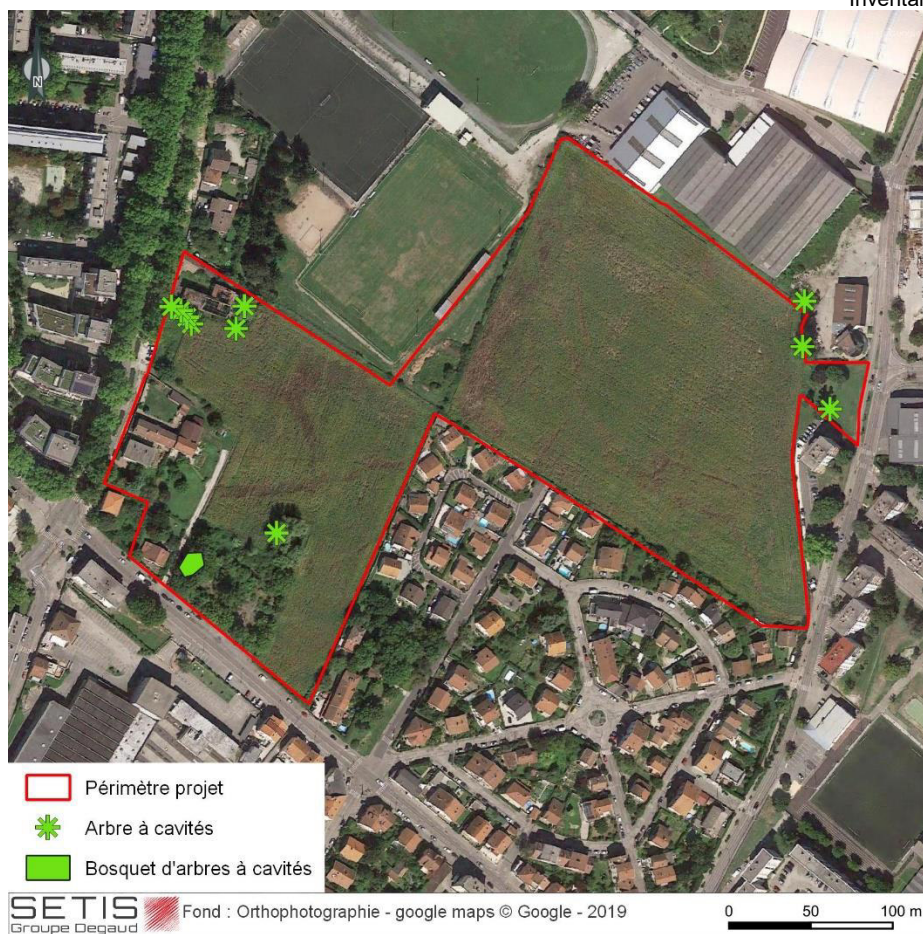 N
Périmètre projet
Arbre à cavités
Bosquet d'arbres à cavités
SETIS
Groupe Degaud
Fond : Orthophotographie - google maps © Google - 2019
0 50 100 m